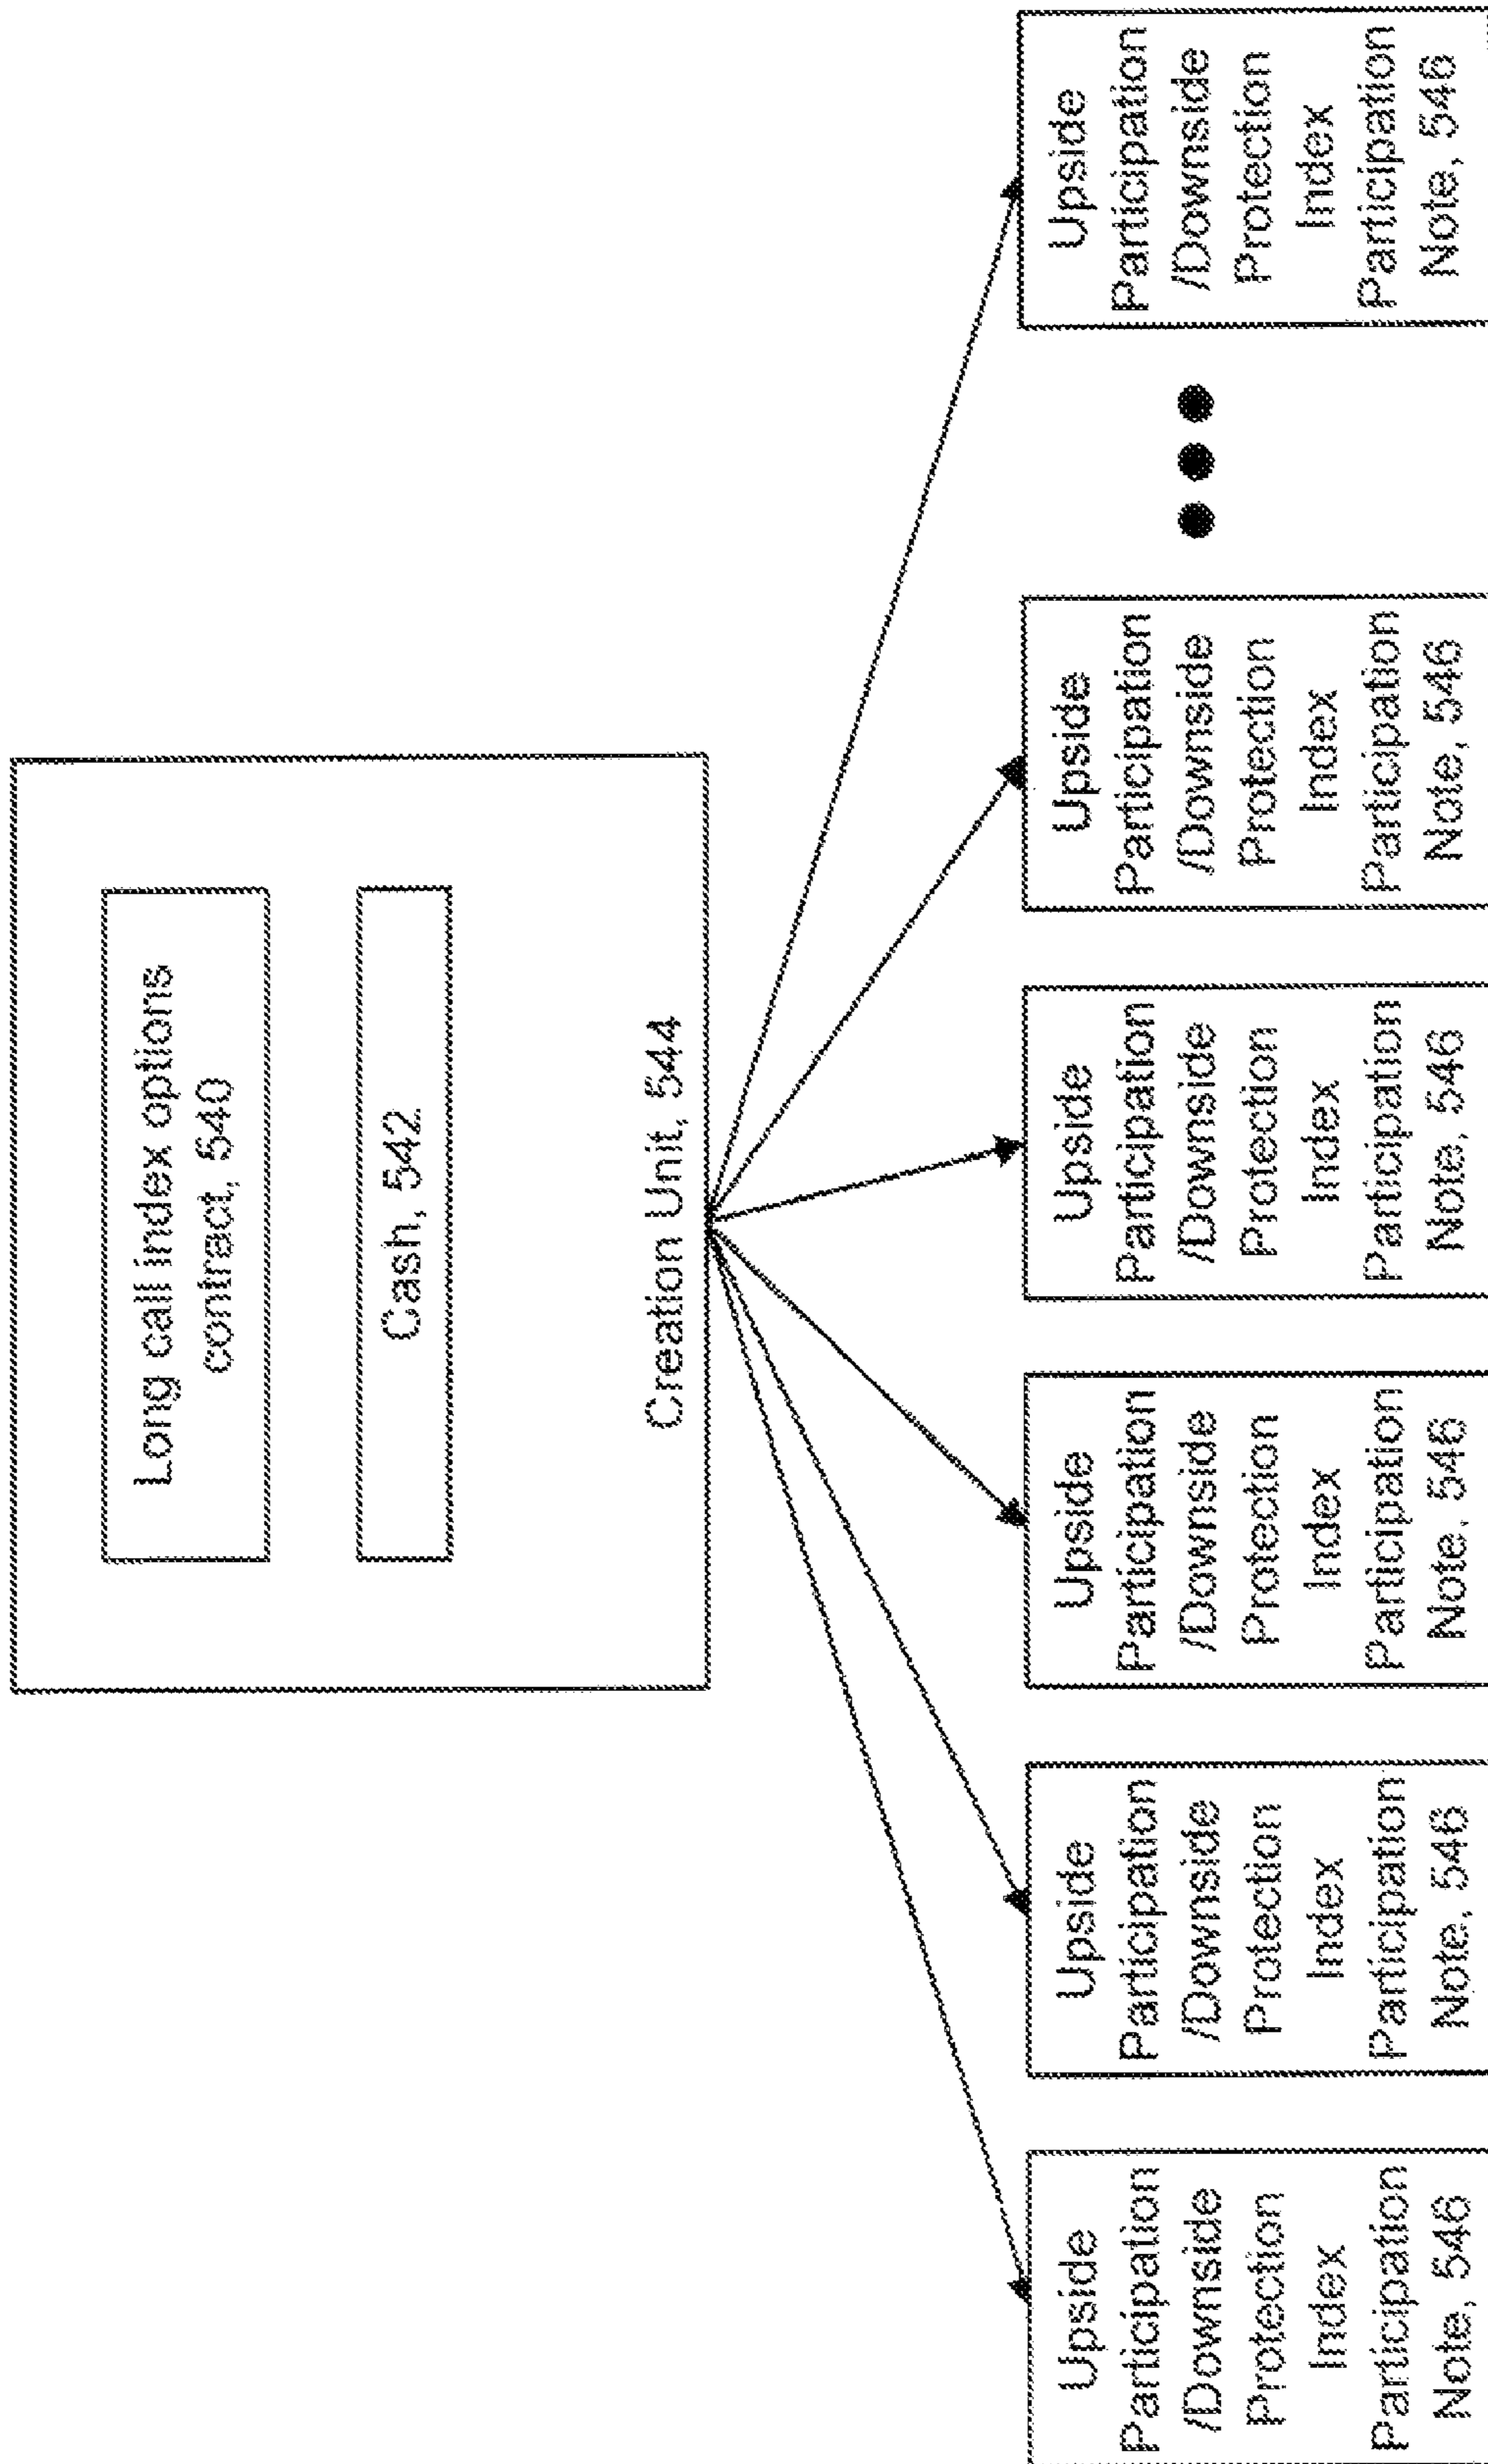 Long call index options
contract, 540
Cash, 542
Creation Unit, 544
Upside
Participation
/Downside
Protection
Index
Participation
Note, 546
Upside
Participation
/Downside
Protection
Index
Participation
Note, 546
Upside
Participation
/Downside
Protection
Index
Participation
Note, 546
Upside
Participation
/Downside
Protection
Index
Participation
Note, 546
Upside
Participation
/Downside
Protection
Index
Participation
Note, 546
Upside
Participation
/Downside
Protection
Index
Participation
Note, 546